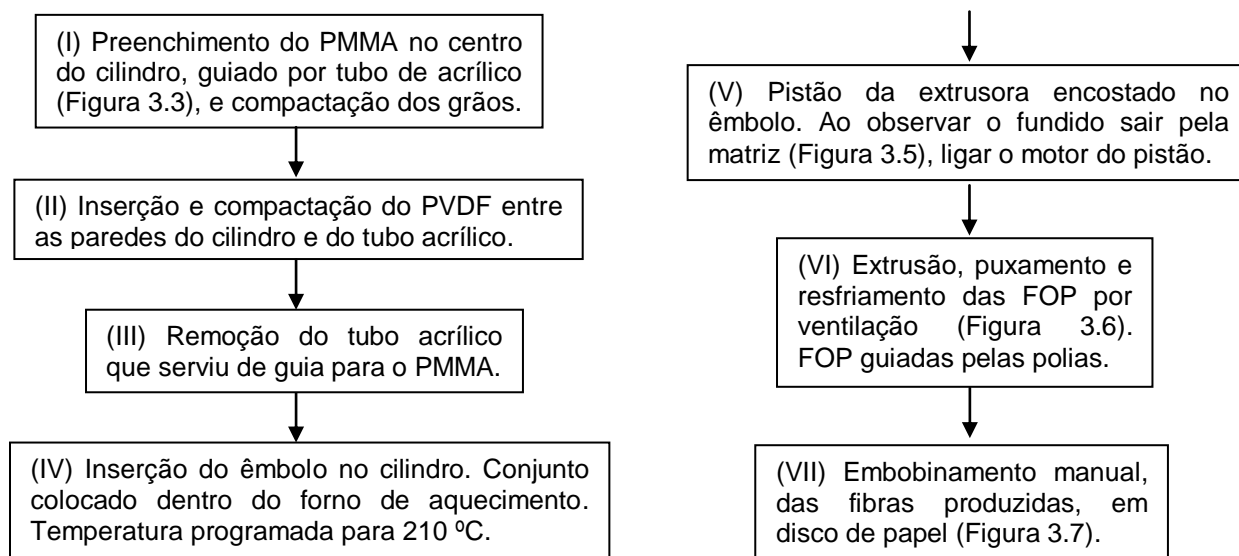 (I) Preenchimento do PMMA no centro
do cilindro, guiado por tubo de acrílico
(Figura 3.3), e compactação dos grãos.
(II) Inserção e compactação do PVDF entre
as paredes do cilindro e do tubo acrílico.
(III) Remoção do tubo acrílico
que serviu de guia para o PMMA.
(IV) Inserção do êmbolo no cilindro. Conjunto
colocado dentro do forno de aquecimento.
Temperatura programada para 210 ºC.
(V) Pistão da extrusora encostado no
êmbolo. Ao observar o fundido sair pela
matriz (Figura 3.5), ligar o motor do pistão.
(VI) Extrusão, puxamento e
resfriamento das FOP por
ventilação (Figura 3.6).
FOP guiadas pelas polias.
(VII) Embobinamento manual,
das fibras produzidas, em
disco de papel (Figura 3.7).